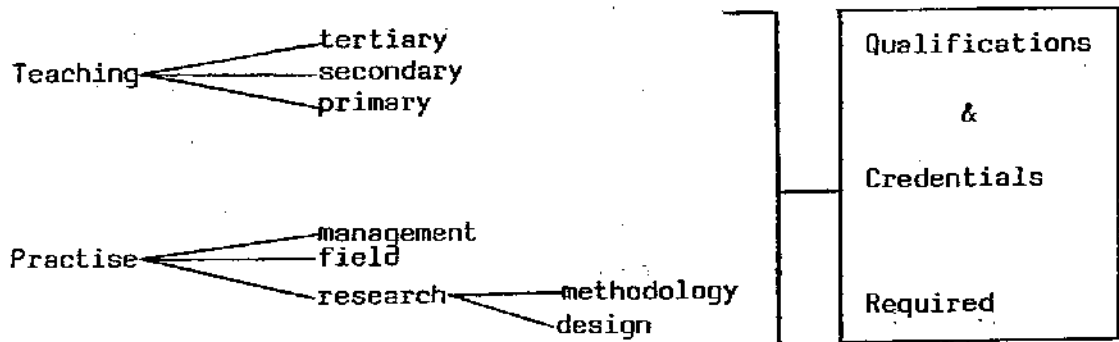 tertiary
Teaching secondary
primary
management
Practise field
research methodology
design
Qualifications
&
Credentials
Required